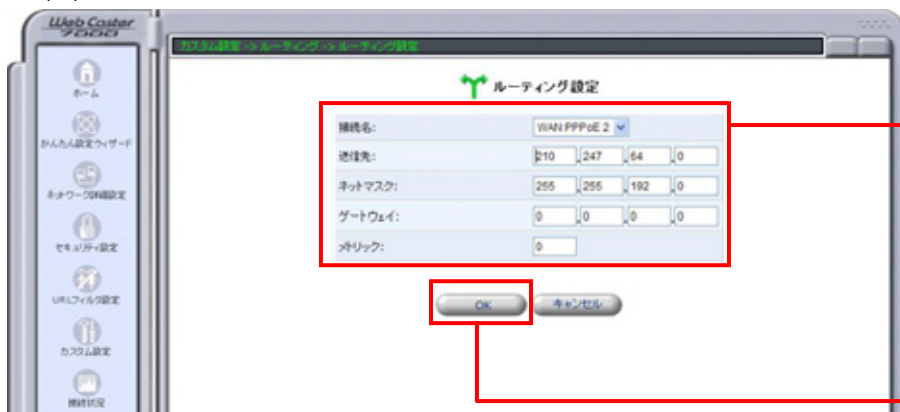 Web Caster
7000
カスタム設定 -> ルーティング -> ルーティング設定
ルーティング設定
ホーム
かんたん設定ウィザード
ネットワーク詳細設定
セキュリティ設定
URLフィルタ設定
カスタム設定
接続状況
接続名: WAN PPPoE 2
送信先: 210 . 247 . 64 . 0
ネットマスク: 255 . 255 . 192 . 0
ゲートウェイ: 0 . 0 . 0 . 0
メトリック: 0
OK キャンセル